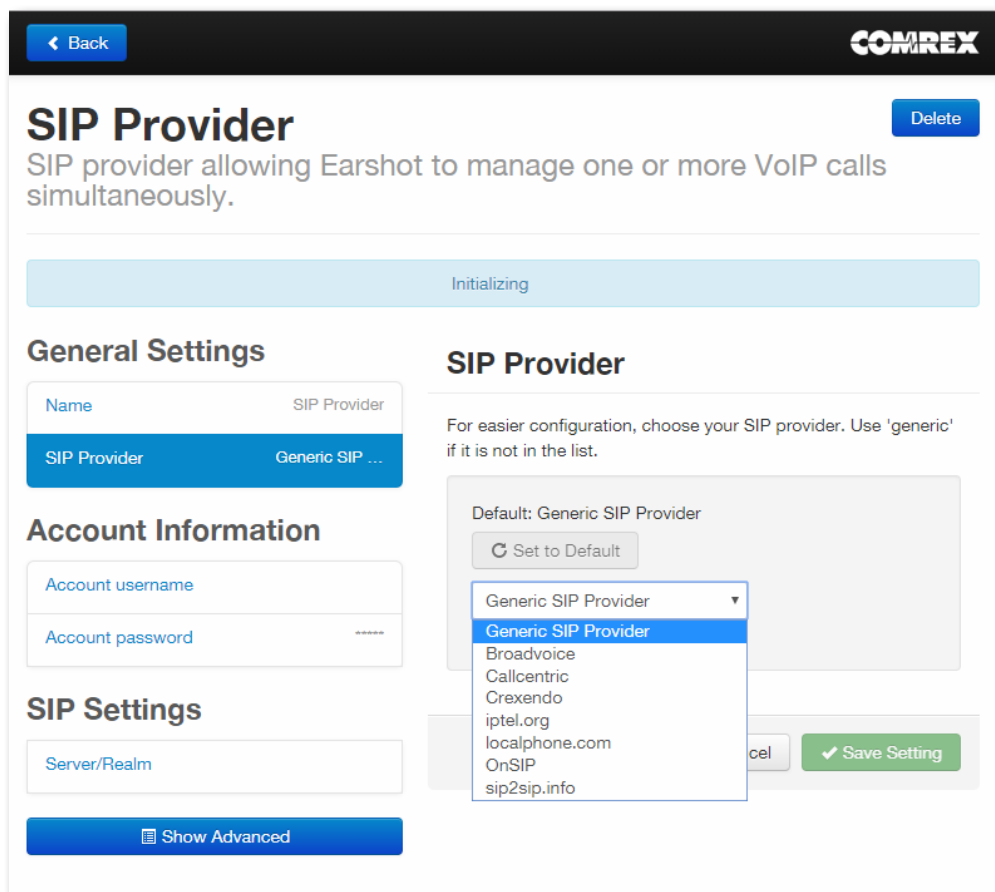 Back
COMREX
SIP Provider
Delete
SIP provider allowing Earshot to manage one or more VoIP calls
simultaneously.
Initializing
General Settings
Name SIP Provider
SIP Provider Generic SIP ...
Account Information
Account username
Account password *****
SIP Settings
Server/Realm
Show Advanced
SIP Provider
For easier configuration, choose your SIP provider. Use 'generic'
if it is not in the list.
Default: Generic SIP Provider
Set to Default
Generic SIP Provider
Generic SIP Provider
Broadvoice
Callcentric
Crexendo
iptel.org
localphone.com
OnSIP
sip2sip.info
cel
Save Setting